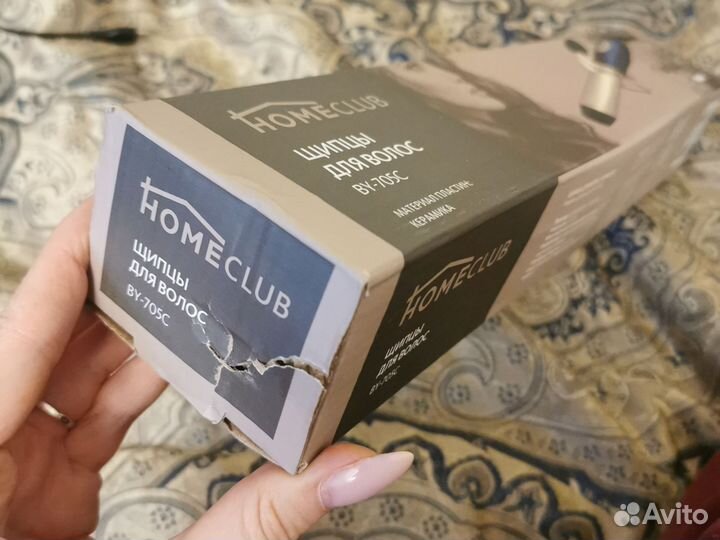 HOMECLUB
ЩИПЦЫ
ДЛЯ ВОЛОС
BY-705C
МАТЕРИАЛ ПЛАСТИН:
КЕРАМИКА
HOMECLUB
ЩИПЦЫ
ДЛЯ ВОЛОС
BY-705C
HOMECLUB
ЩИПЦЫ
ДЛЯ ВОЛОС
BY-705C
Avito